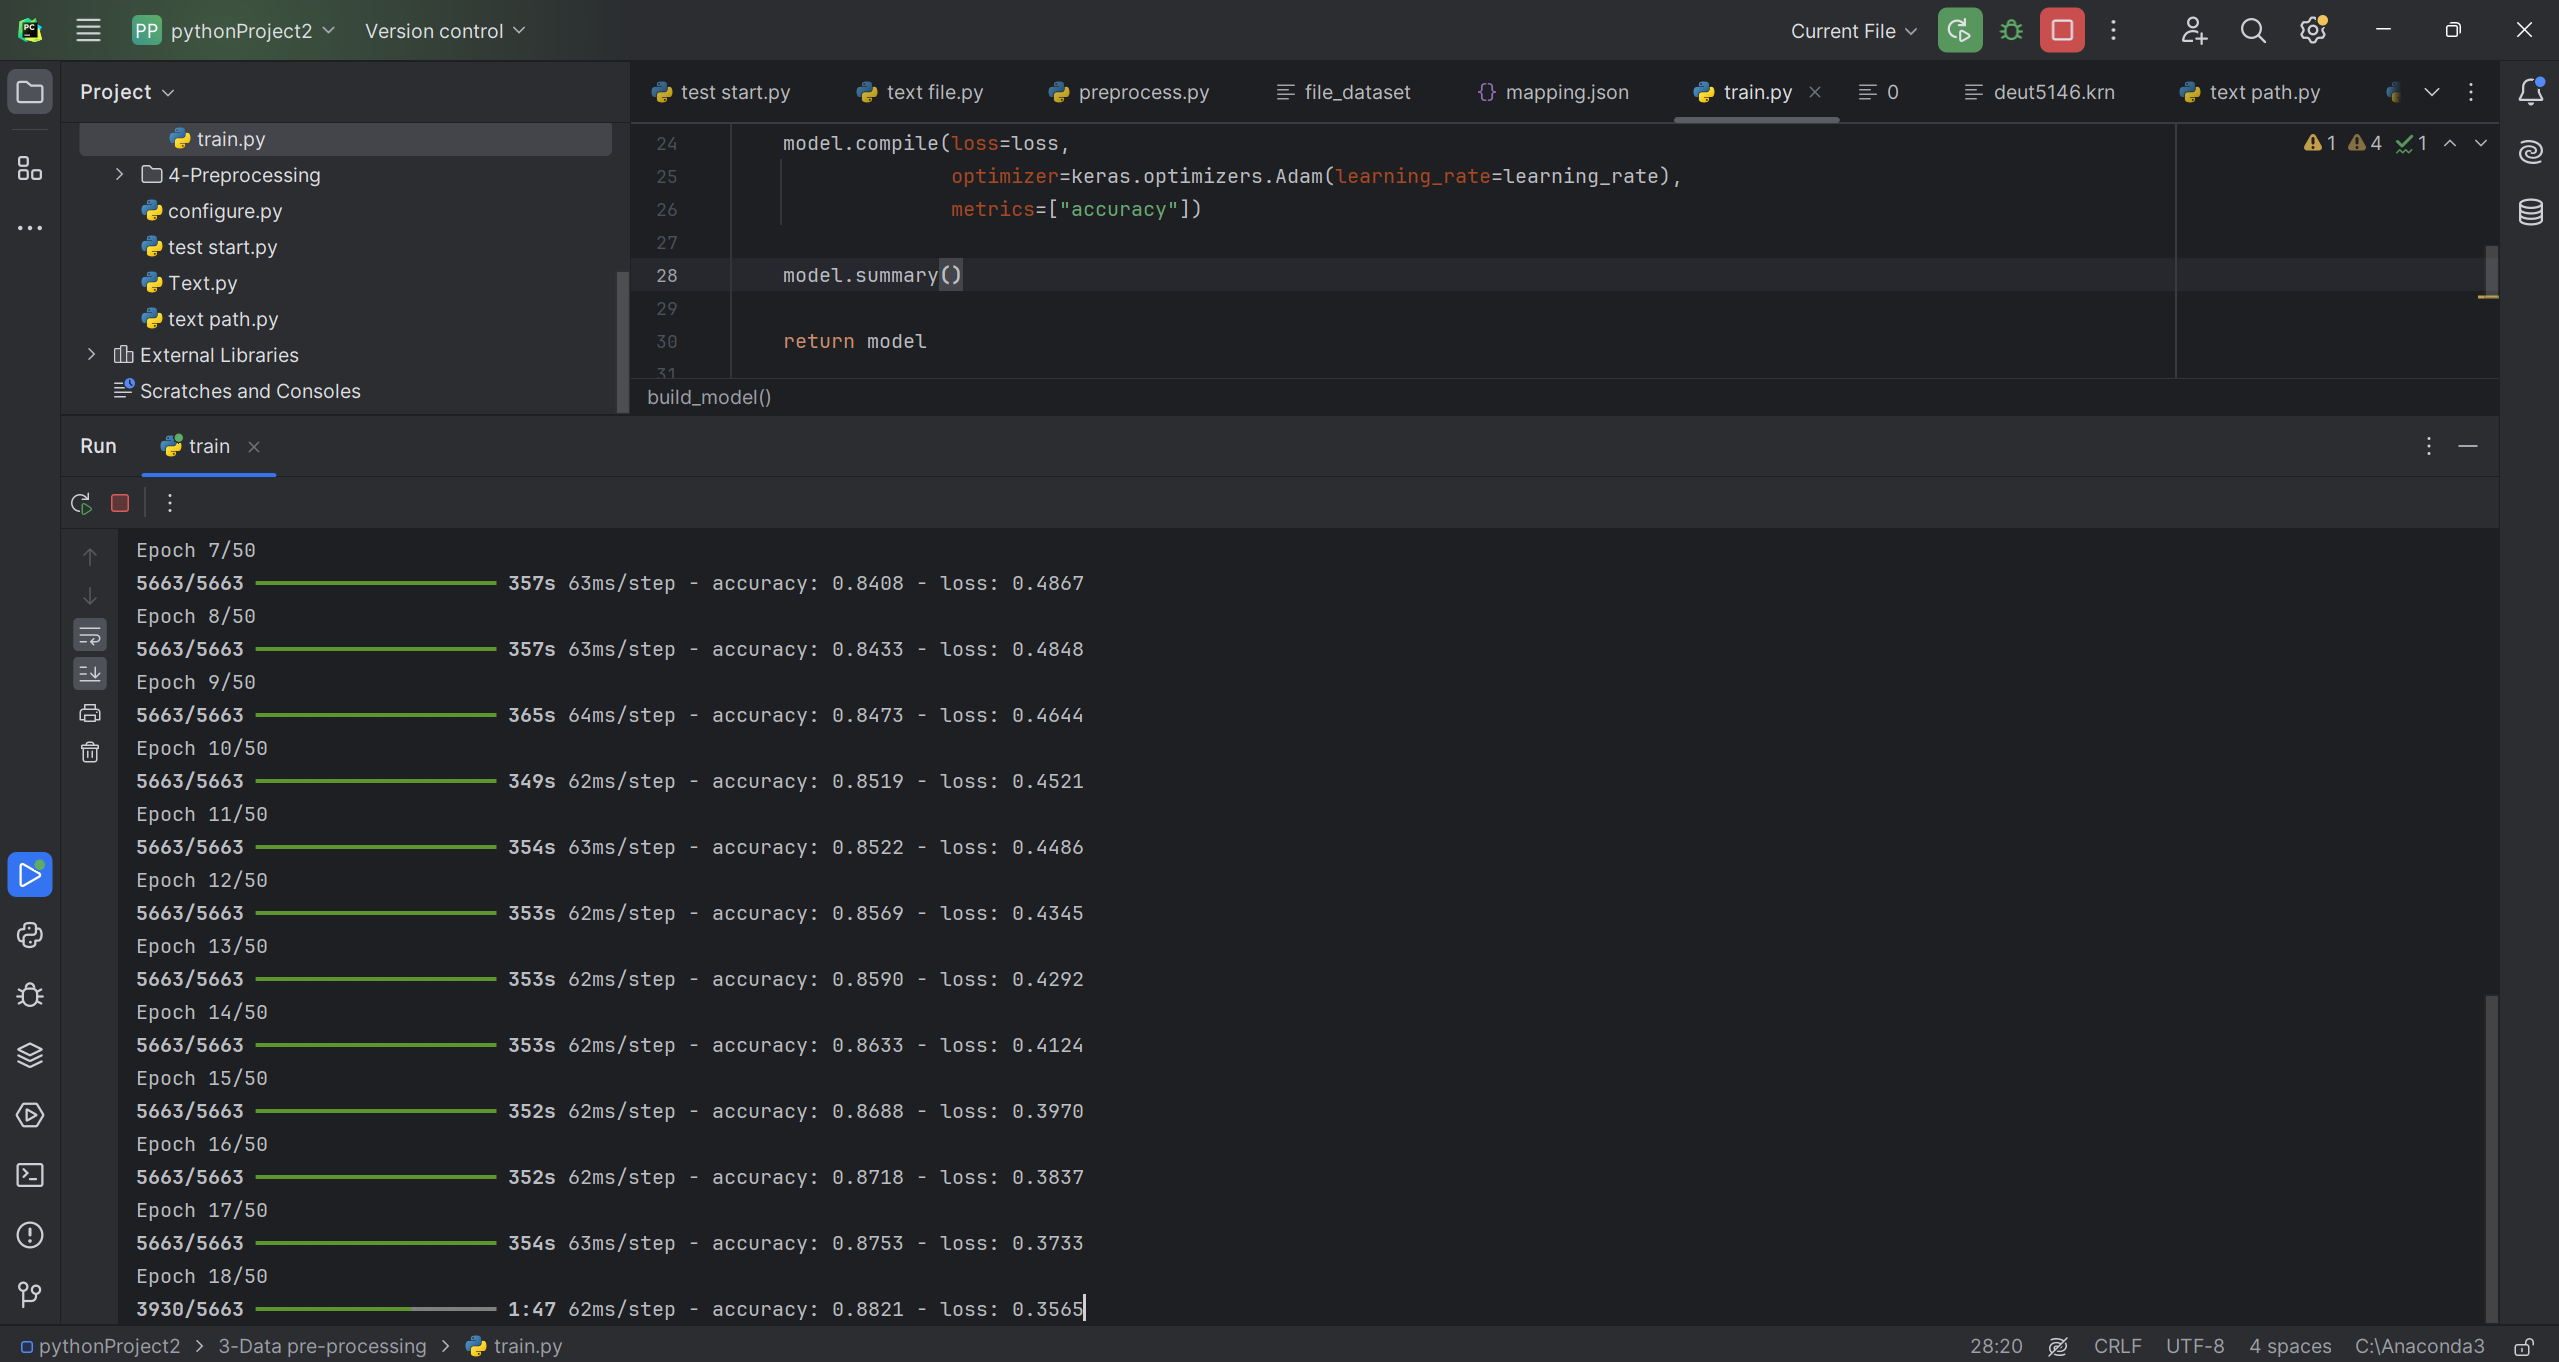 PC
PP pythonProject2 Version control Current File
Project
test start.py text file.py preprocess.py file_dataset {} mapping.json train.py 0 deut5146.krn text path.py
train.py
4-Preprocessing
configure.py
test start.py
Text.py
text path.py
External Libraries
Scratches and Consoles
24 model.compile(loss=loss,
25 optimizer=keras.optimizers.Adam(learning_rate=learning_rate),
26 metrics=["accuracy"])
27
28 model.summary()
29
30 return model
31
1 4 1
build_model()
Run train
Epoch 7/50
5663/5663 357s 63ms/step - accuracy: 0.8408 - loss: 0.4867
Epoch 8/50
5663/5663 357s 63ms/step - accuracy: 0.8433 - loss: 0.4848
Epoch 9/50
5663/5663 365s 64ms/step - accuracy: 0.8473 - loss: 0.4644
Epoch 10/50
5663/5663 349s 62ms/step - accuracy: 0.8519 - loss: 0.4521
Epoch 11/50
5663/5663 354s 63ms/step - accuracy: 0.8522 - loss: 0.4486
Epoch 12/50
5663/5663 353s 62ms/step - accuracy: 0.8569 - loss: 0.4345
Epoch 13/50
5663/5663 353s 62ms/step - accuracy: 0.8590 - loss: 0.4292
Epoch 14/50
5663/5663 353s 62ms/step - accuracy: 0.8633 - loss: 0.4124
Epoch 15/50
5663/5663 352s 62ms/step - accuracy: 0.8688 - loss: 0.3970
Epoch 16/50
5663/5663 352s 62ms/step - accuracy: 0.8718 - loss: 0.3837
Epoch 17/50
5663/5663 354s 63ms/step - accuracy: 0.8753 - loss: 0.3733
Epoch 18/50
3930/5663 1:47 62ms/step - accuracy: 0.8821 - loss: 0.3565
pythonProject2 > 3-Data pre-processing > train.py 28:20 CRLF UTF-8 4 spaces C:\Anaconda3